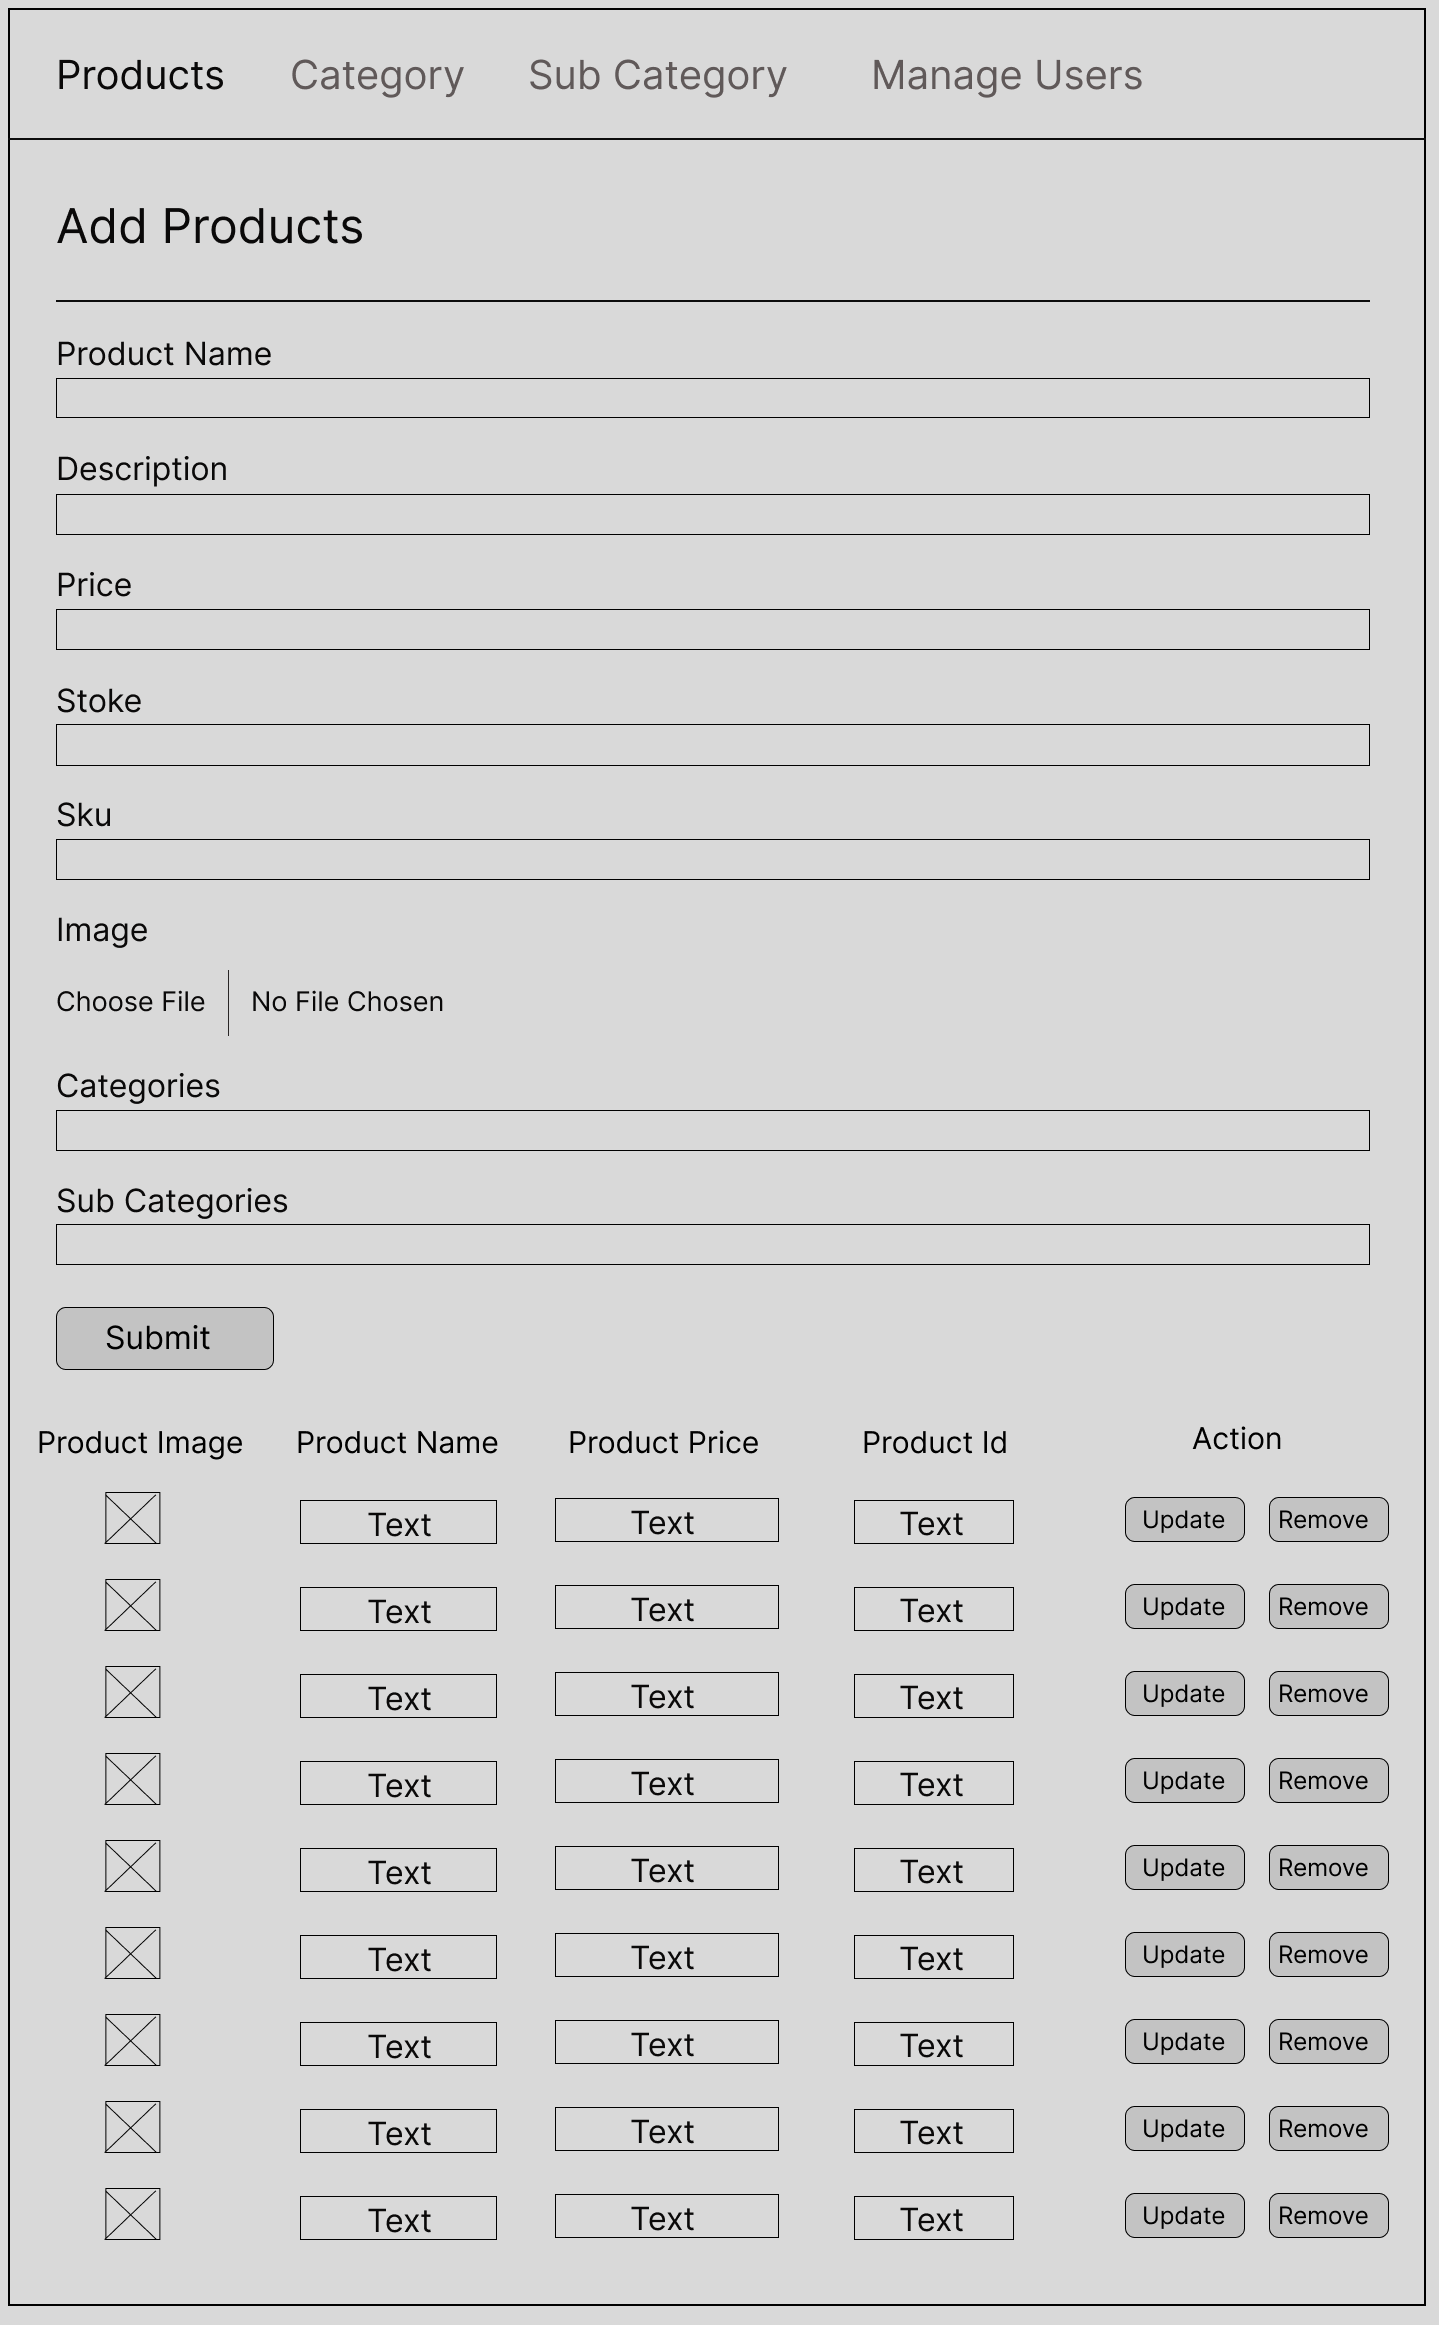 Products Category Sub Category Manage Users
Add Products
Product Name
Description
Price
Stoke
Sku
Image
Choose File No File Chosen
Categories
Sub Categories
Submit
Product Image Product Name Product Price Product Id Action
Text Text Text Update Remove
Text Text Text Update Remove
Text Text Text Update Remove
Text Text Text Update Remove
Text Text Text Update Remove
Text Text Text Update Remove
Text Text Text Update Remove
Text Text Text Update Remove
Text Text Text Update Remove